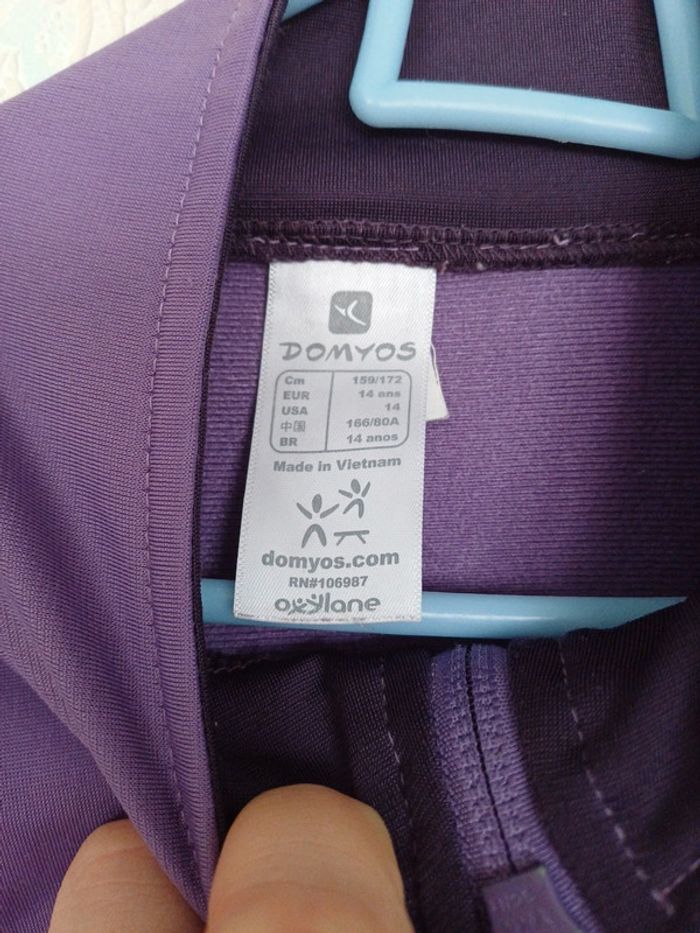 DOMYOS
Cm 159/172
EUR 14 ans
USA 14
中国 166/80A
BR 14 anos
Made in Vietnam
domyos.com
RN#106987
oxylane